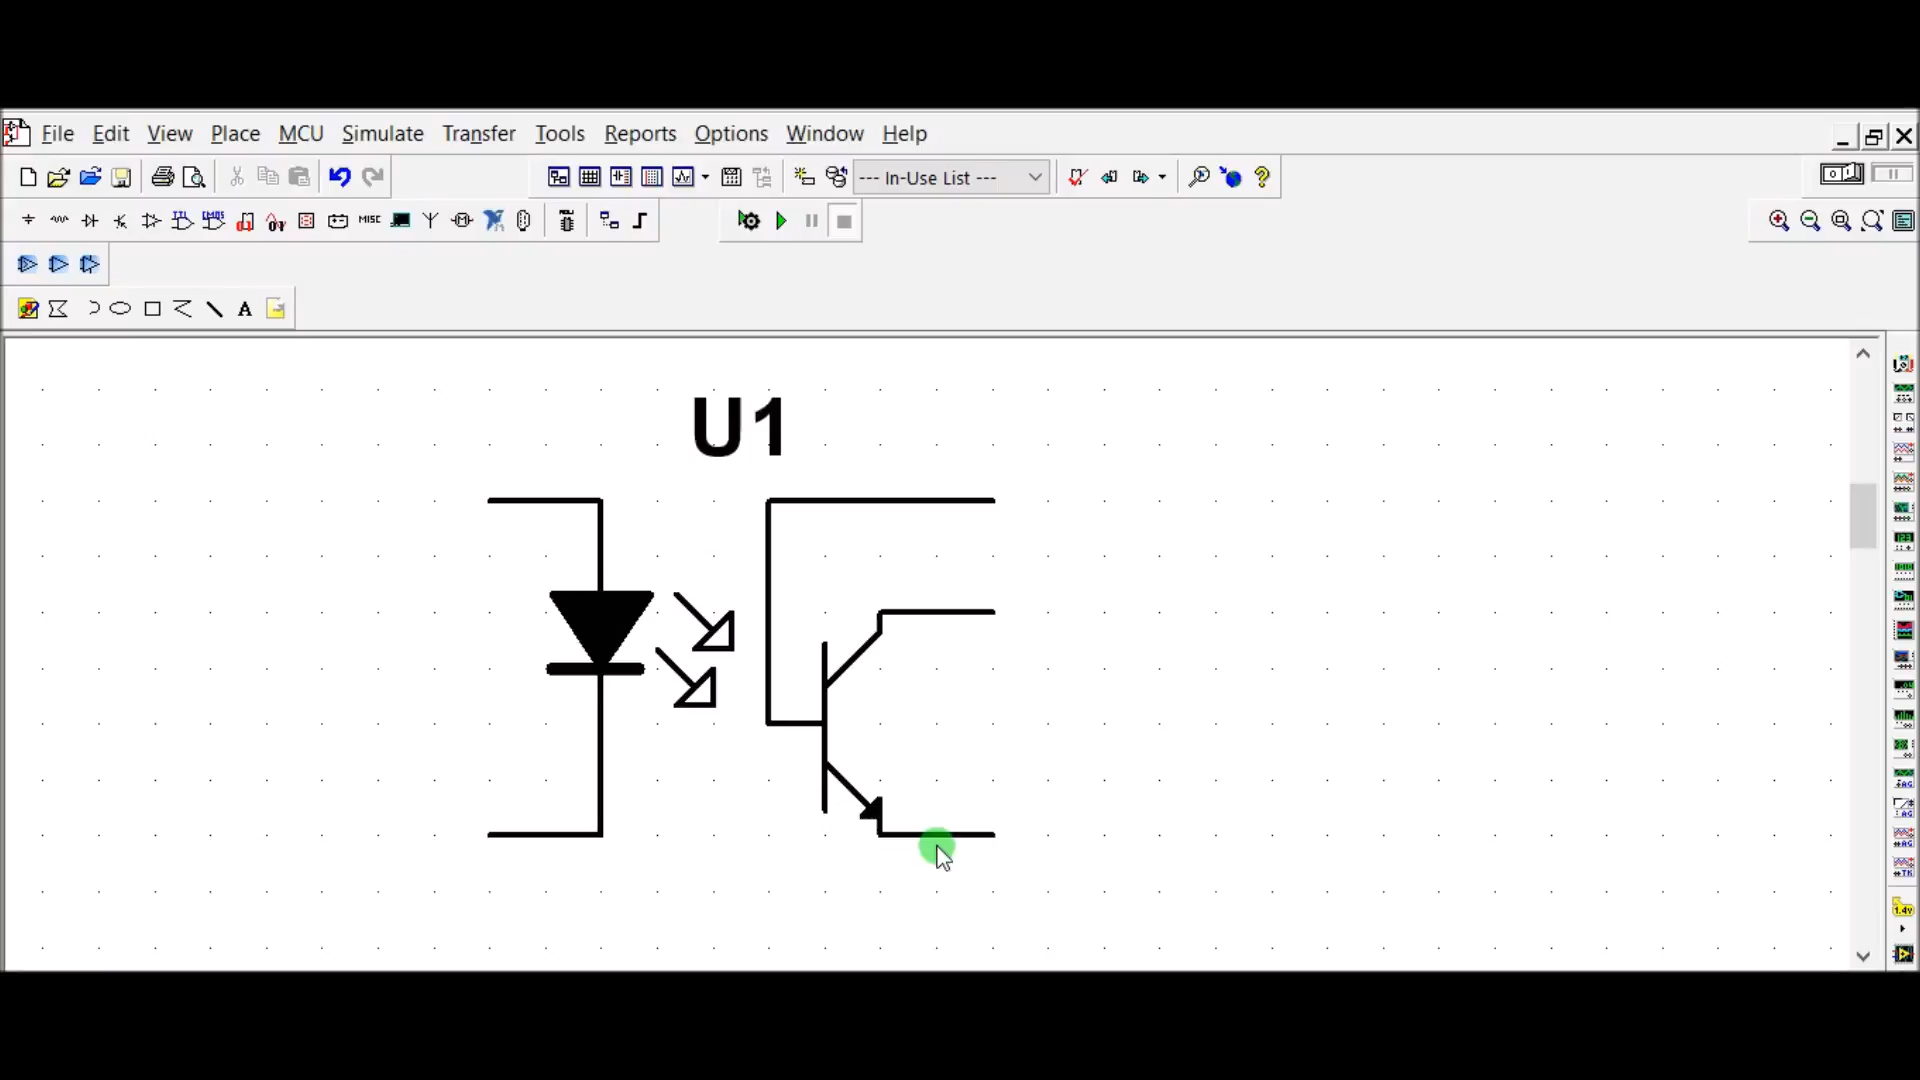 File Edit View Place MCU Simulate Transfer Tools Reports Options Window Help
--- In-Use List ---
MISC
A
U1